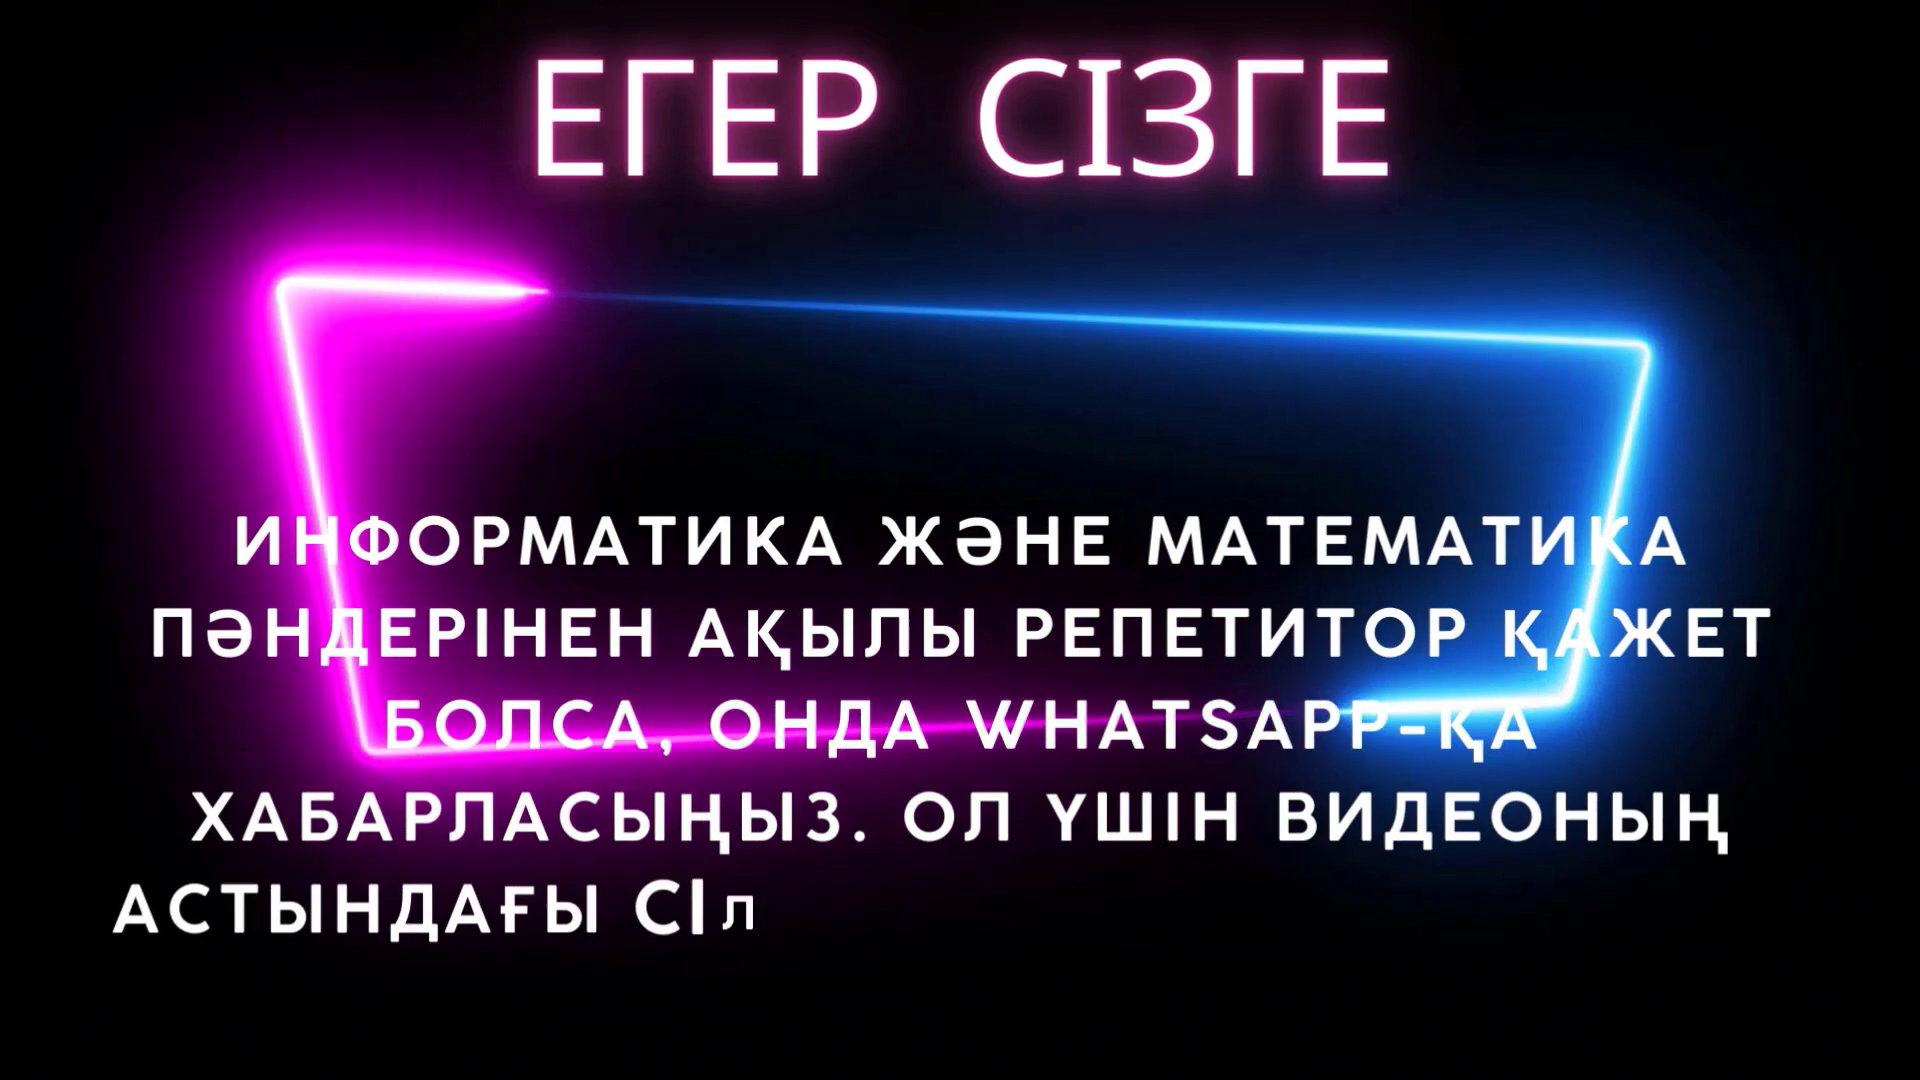 ЕГЕР СІЗГЕ
ИНФОРМАТИКА ЖӘНЕ МАТЕМАТИКА
ПӘНДЕРІНЕН АҚЫЛЫ РЕПЕТИТОР ҚАЖЕТ
БОЛСА, ОНДА WHATSAPP-ҚА
ХАБАРЛАСЫҢЫЗ. ОЛ ҮШІН ВИДЕОНЫҢ
АСТЫНДАҒЫ СІЛ